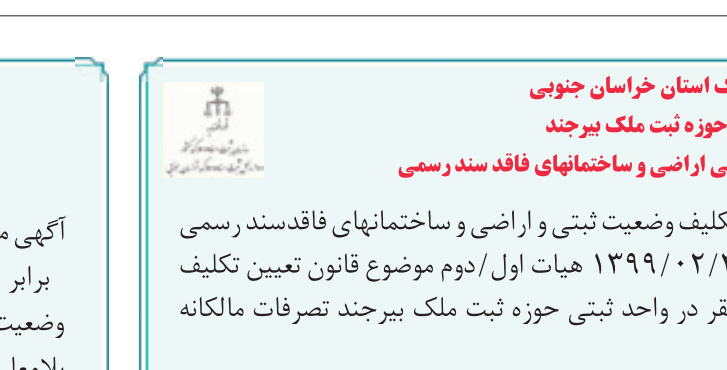 استان خراسان جنوبی
حوزه ثبت ملک بیرجند
اراضی و ساختمانهای فاقد سند رسمی
وضعیت ثبتی و اراضی و ساختمانهای فاقدسند رسمی
۱۳۹۹/۰۲/ هیات اول/دوم موضوع قانون تعیین تکلیف
در واحد ثبتی حوزه ثبت ملک بیرجند تصرفات مالکانه
آگهی
برابر
وضعیت